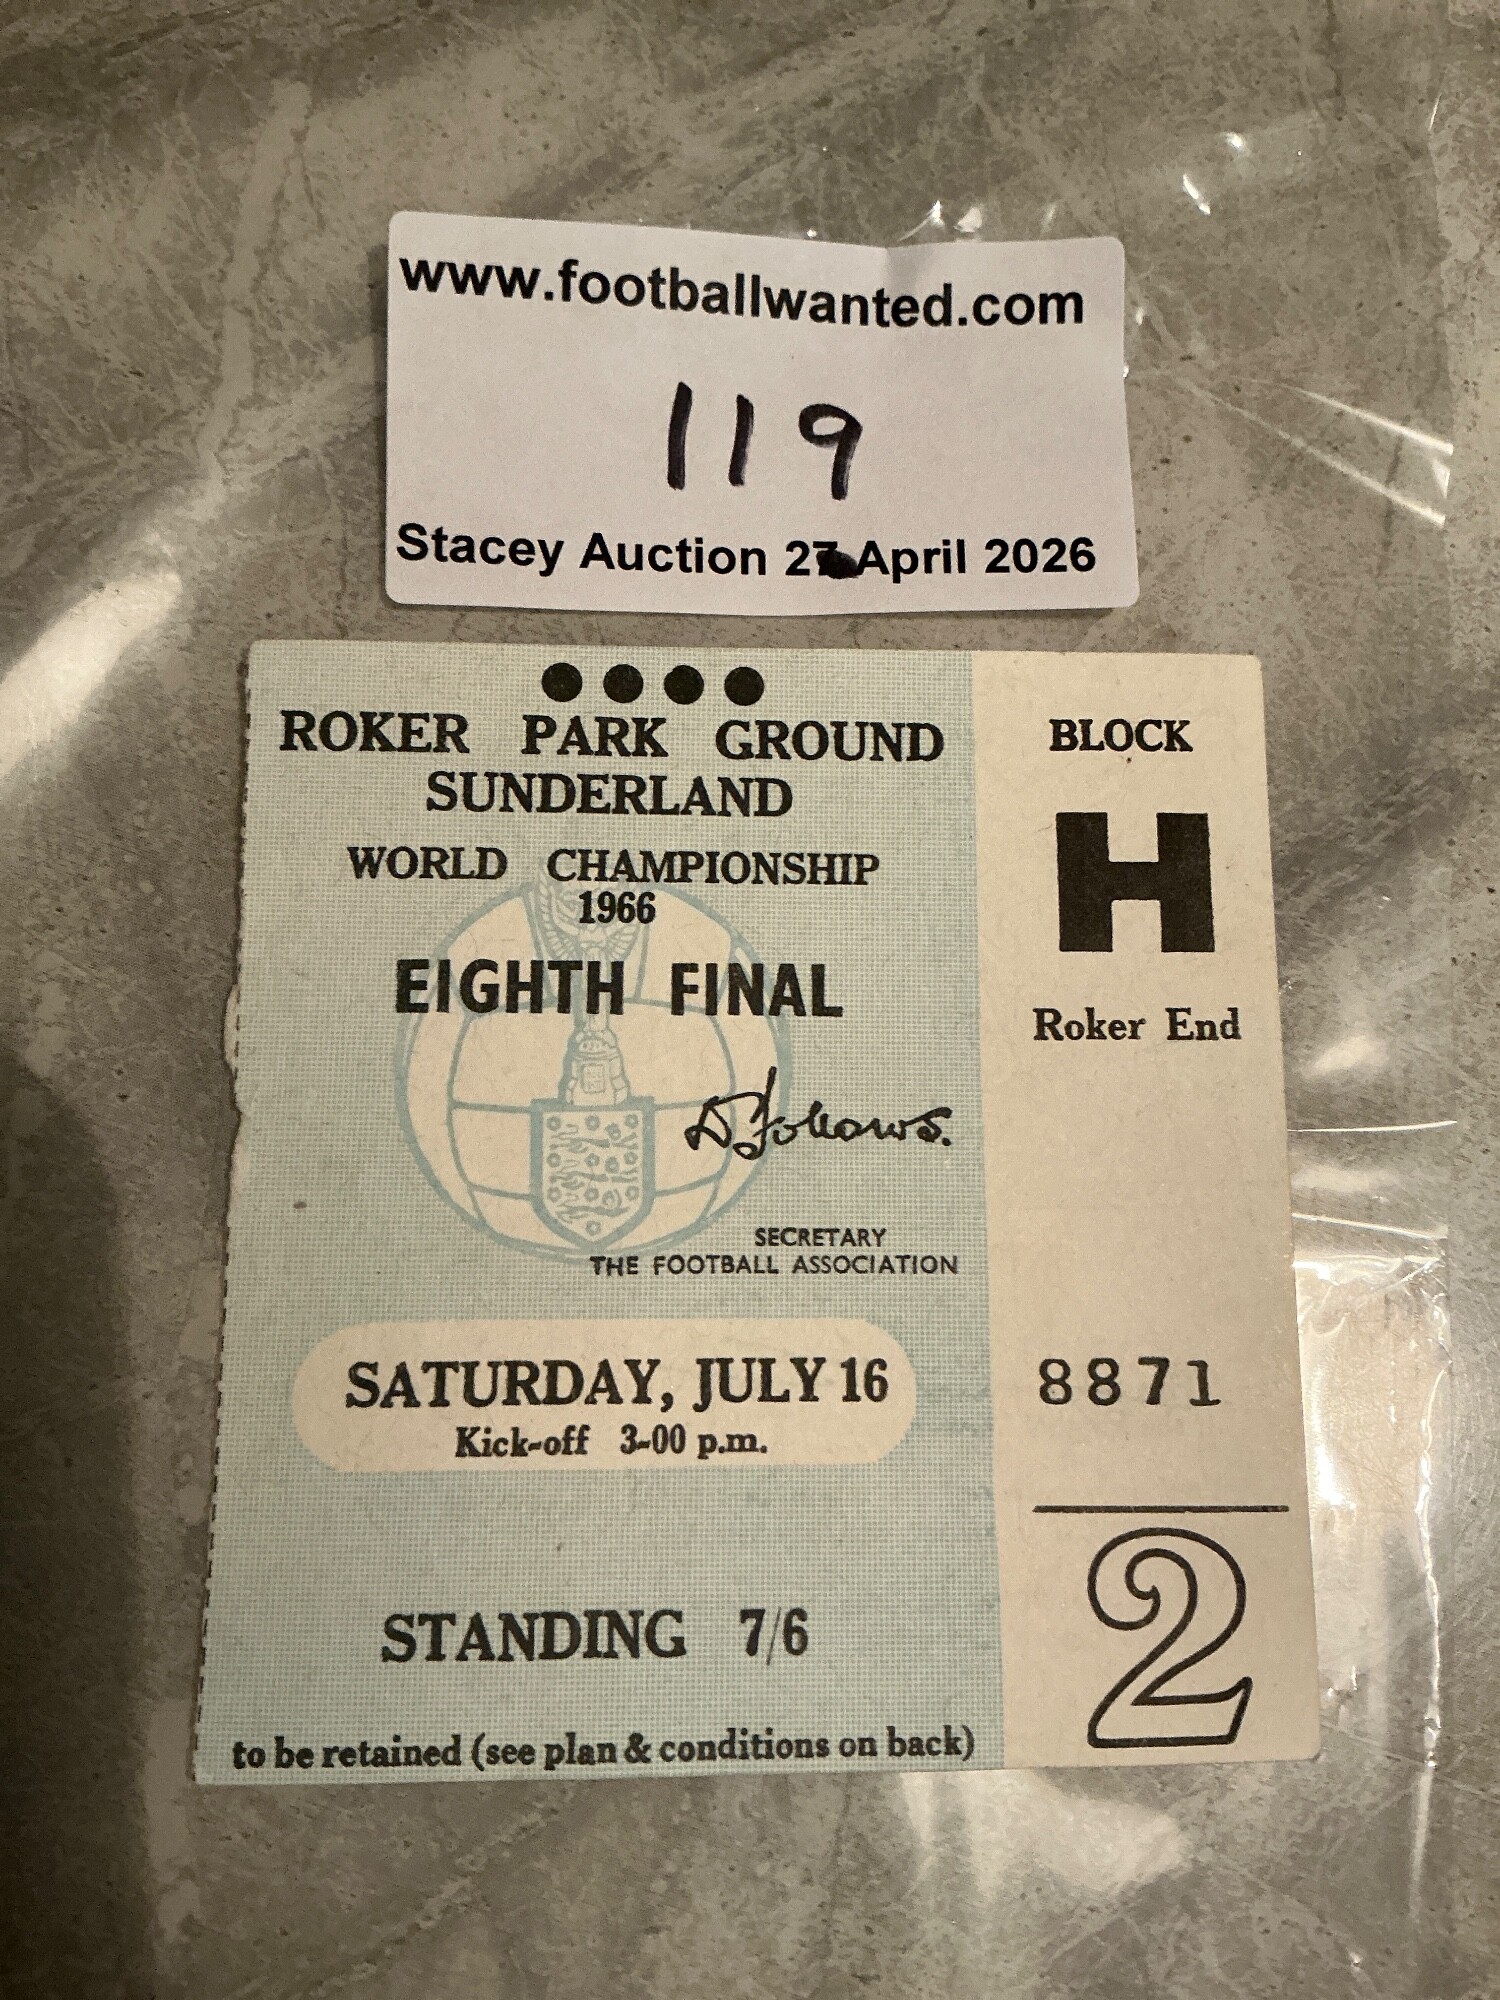 www.footballwanted.com
119
Stacey Auction 27 April 2026
ROKER PARK GROUND
SUNDERLAND
WORLD CHAMPIONSHIP
1966
EIGHTH FINAL
D Follows.
SECRETARY
THE FOOTBALL ASSOCIATION
SATURDAY, JULY 16
Kick-off 3-00 p.m.
STANDING 7/6
to be retained (see plan & conditions on back)
BLOCK
H
Roker End
8871
2